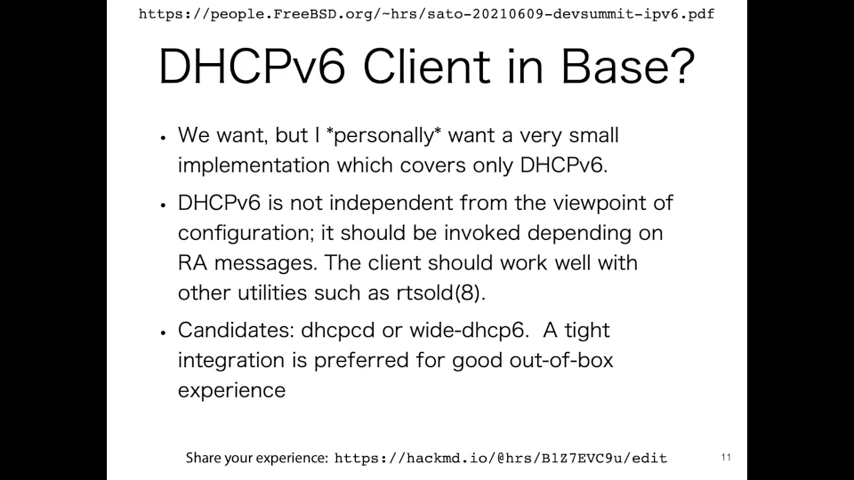 https://people.FreeBSD.org/~hrs/sato-20210609-devsummit-ipv6.pdf
DHCPv6 Client in Base?
• We want, but I *personally* want a very small
implementation which covers only DHCPv6.
• DHCPv6 is not independent from the viewpoint of
configuration; it should be invoked depending on
RA messages. The client should work well with
other utilities such as rtsold(8).
• Candidates: dhcpcd or wide-dhcp6. A tight
integration is preferred for good out-of-box
experience
Share your experience: https://hackmd.io/@hrs/B1Z7EVC9u/edit
11